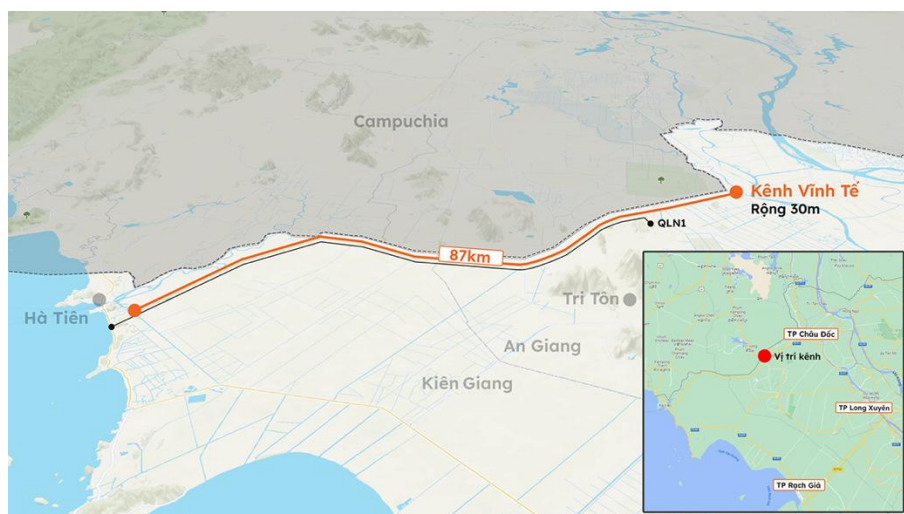 Campuchia
Kênh Vĩnh Tế
Rộng 30m
QLN1
87km
Hà Tiên
Tri Tôn
An Giang
Kiên Giang
TP Châu Đốc
Vị trí kênh
TP Long Xuyên
TP Rạch Giá